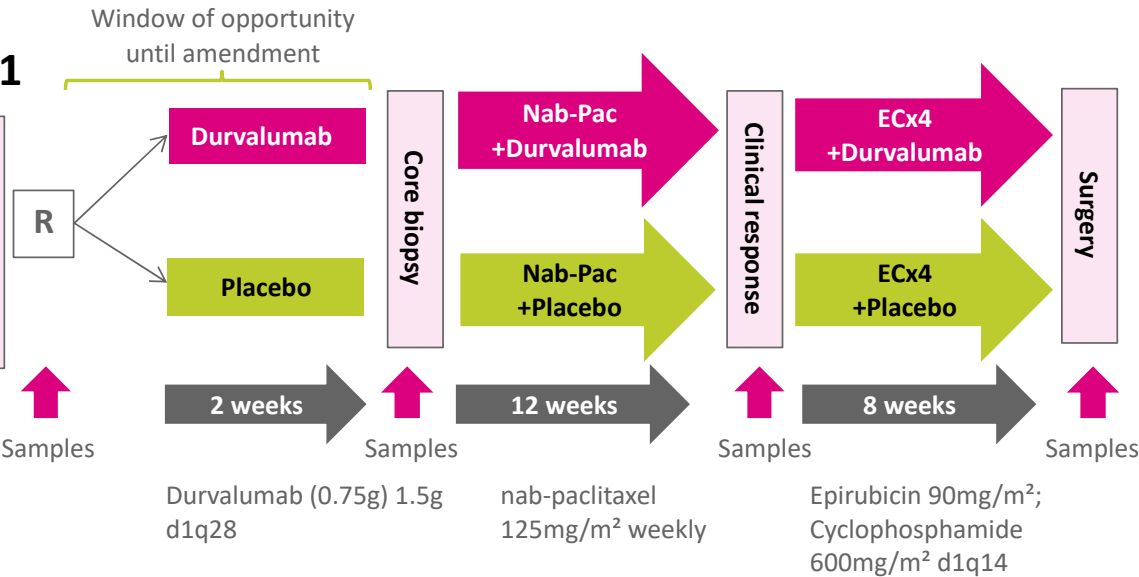 Window of opportunity
until amendment
1
R
Durvalumab
Placebo
Core biopsy
Nab-Pac
+Durvalumab
Nab-Pac
+Placebo
Clinical response
ECx4
+Durvalumab
ECx4
+Placebo
Surgery
2 weeks
12 weeks
8 weeks
Samples
Samples
Samples
Samples
Durvalumab (0.75g) 1.5g
d1q28
nab-paclitaxel
125mg/m² weekly
Epirubicin 90mg/m²;
Cyclophosphamide
600mg/m² d1q14